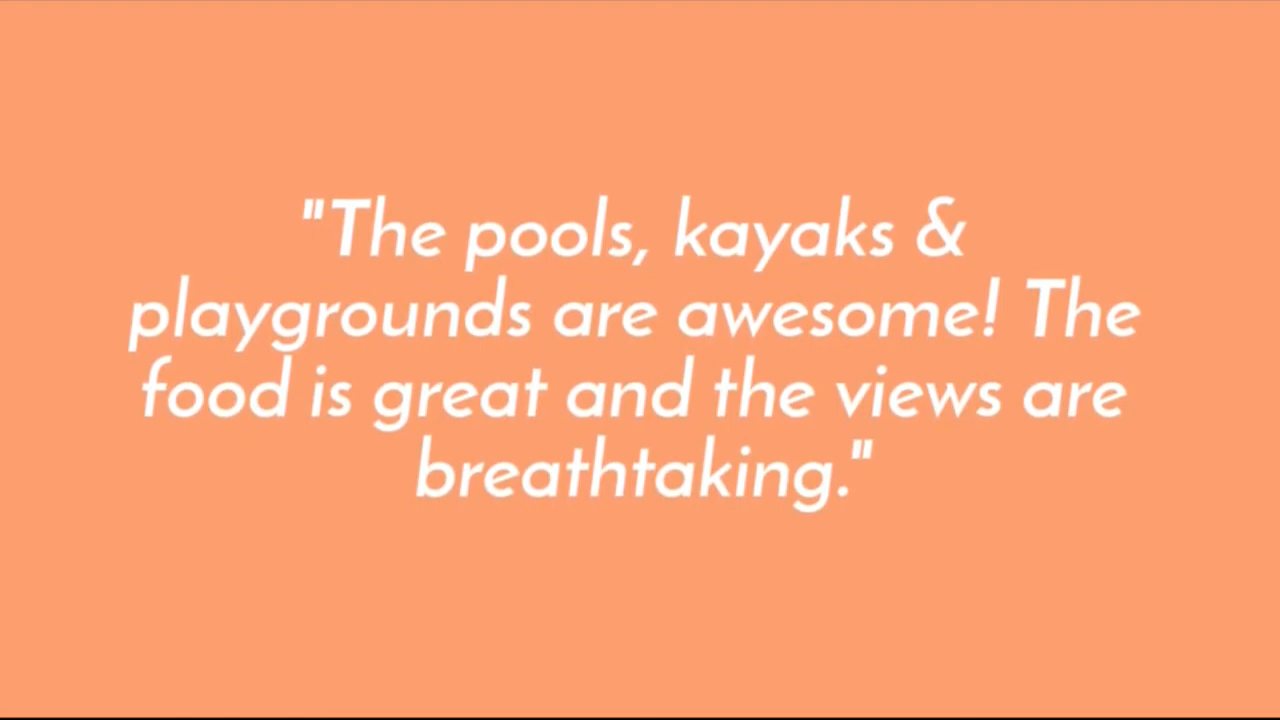 "The pools, kayaks &
playgrounds are awesome! The
food is great and the views are
breathtaking."